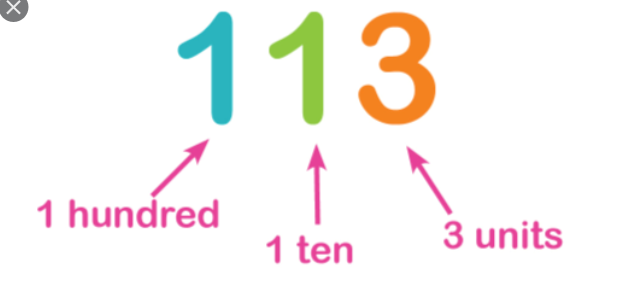 113
1 hundred
1 ten
3 units